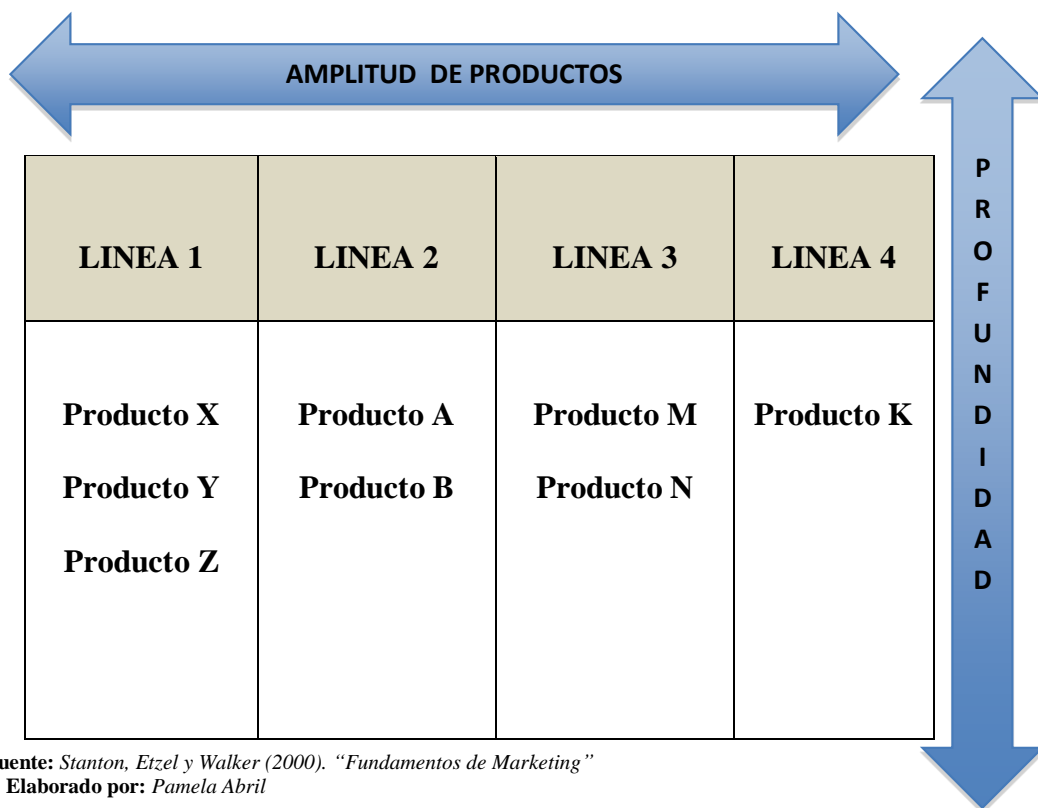 AMPLITUD DE PRODUCTOS
PROFUNDIDAD
LINEA 1 LINEA 2 LINEA 3 LINEA 4
Producto X Producto A Producto M Producto K
Producto Y Producto B Producto N
Producto Z
uente: Stanton, Etzel y Walker (2000). “Fundamentos de Marketing”
Elaborado por: Pamela Abril